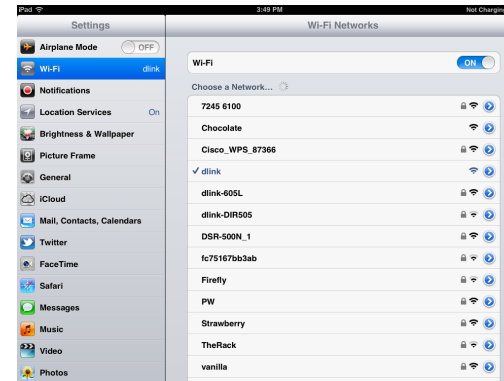 iPad 3:49 PM Not Charging
Settings
Airplane Mode OFF
Wi-Fi dlink
Notifications
Location Services On
Brightness & Wallpaper
Picture Frame
General
iCloud
Mail, Contacts, Calendars
Twitter
FaceTime
Safari
Messages
Music
Video
Photos
Wi-Fi Networks
Wi-Fi ON
Choose a Network...
7245 6100
Chocolate
Cisco_WPS_87366
dlink
dlink-605L
dlink-DIR505
DSR-500N_1
fc75167bb3ab
Firefly
PW
Strawberry
TheRack
vanilla